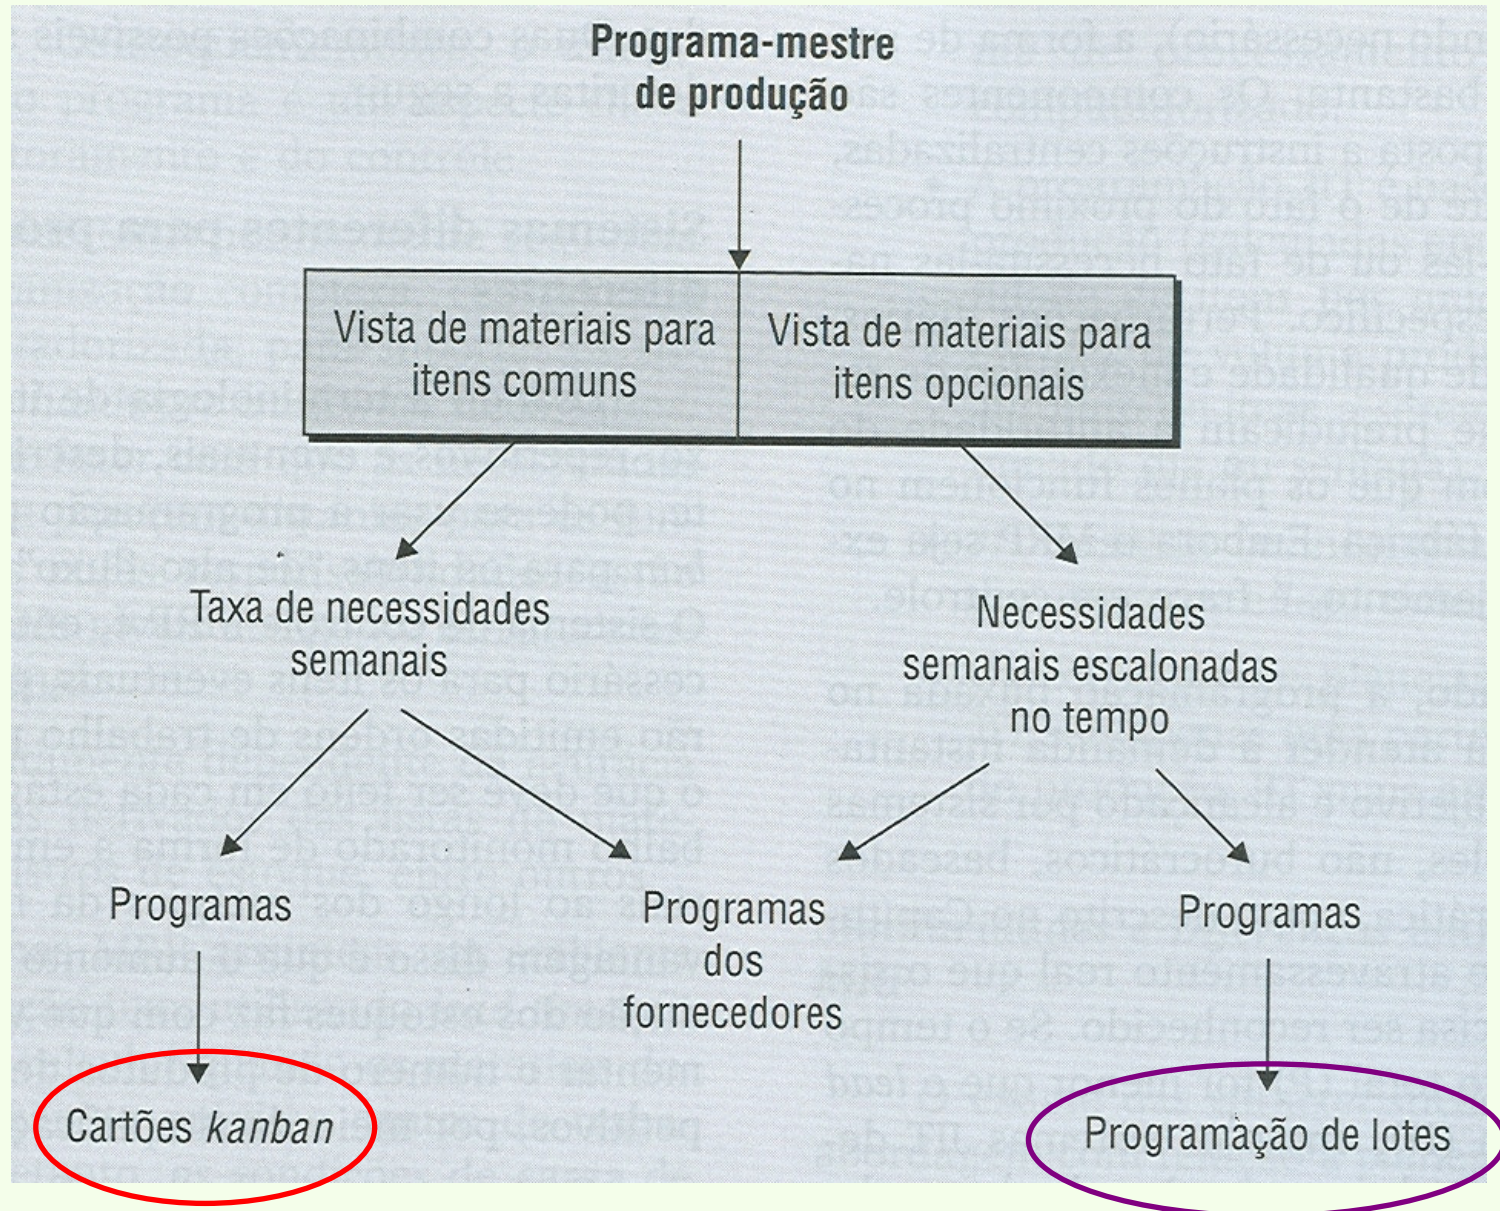 Programa-mestre
de produção
Vista de materiais para
itens comuns
Vista de materiais para
itens opcionais
Taxa de necessidades
semanais
Necessidades
semanais escalonadas
no tempo
Programas
Programas
dos
fornecedores
Programas
Cartões kanban
Programação de lotes